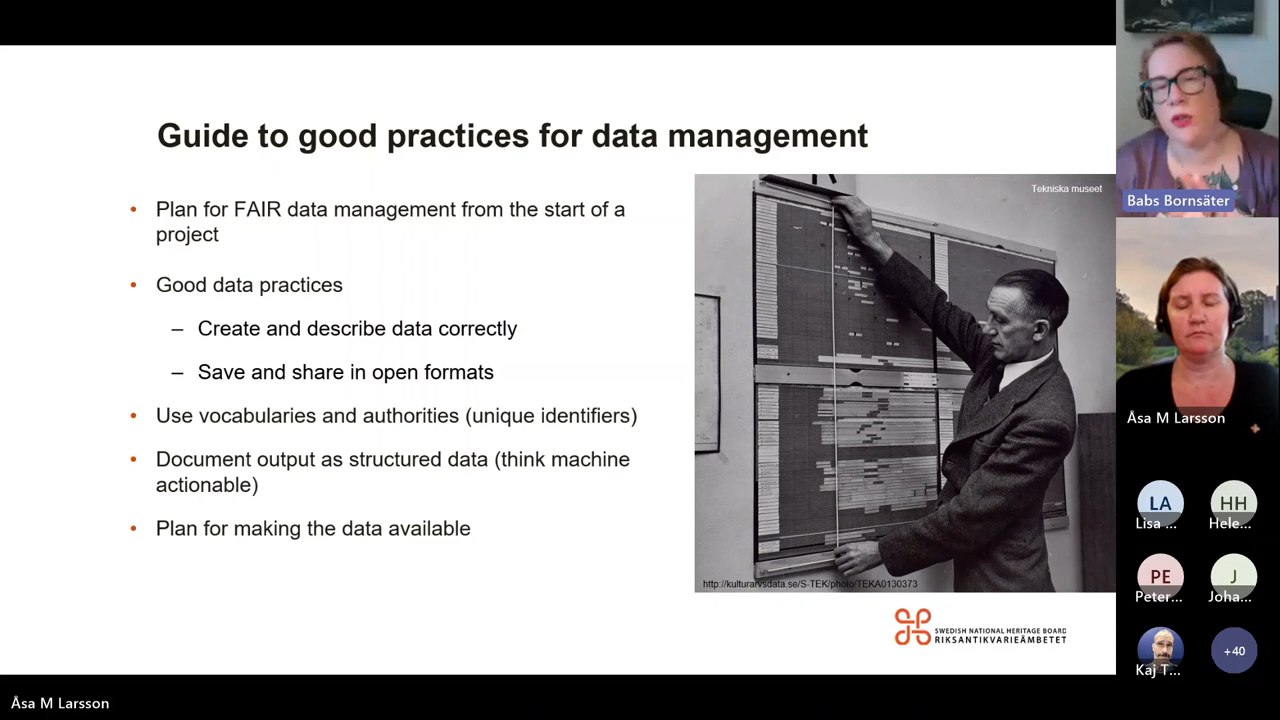 Guide to good practices for data management
• Plan for FAIR data management from the start of a
project
• Good data practices
– Create and describe data correctly
– Save and share in open formats
• Use vocabularies and authorities (unique identifiers)
• Document output as structured data (think machine
actionable)
• Plan for making the data available
Tekniska museet
http://kulturarvsdata.se/S-TEK/photo/TEKA0130373
SWEDISH NATIONAL HERITAGE BOARD
RIKSANTIKVARIEÄMBETET
Babs Bornsäter
Åsa M Larsson
LA
Lisa ...
HH
Hele...
PE
Peter...
J
Joha...
Kaj T...
+40
Åsa M Larsson